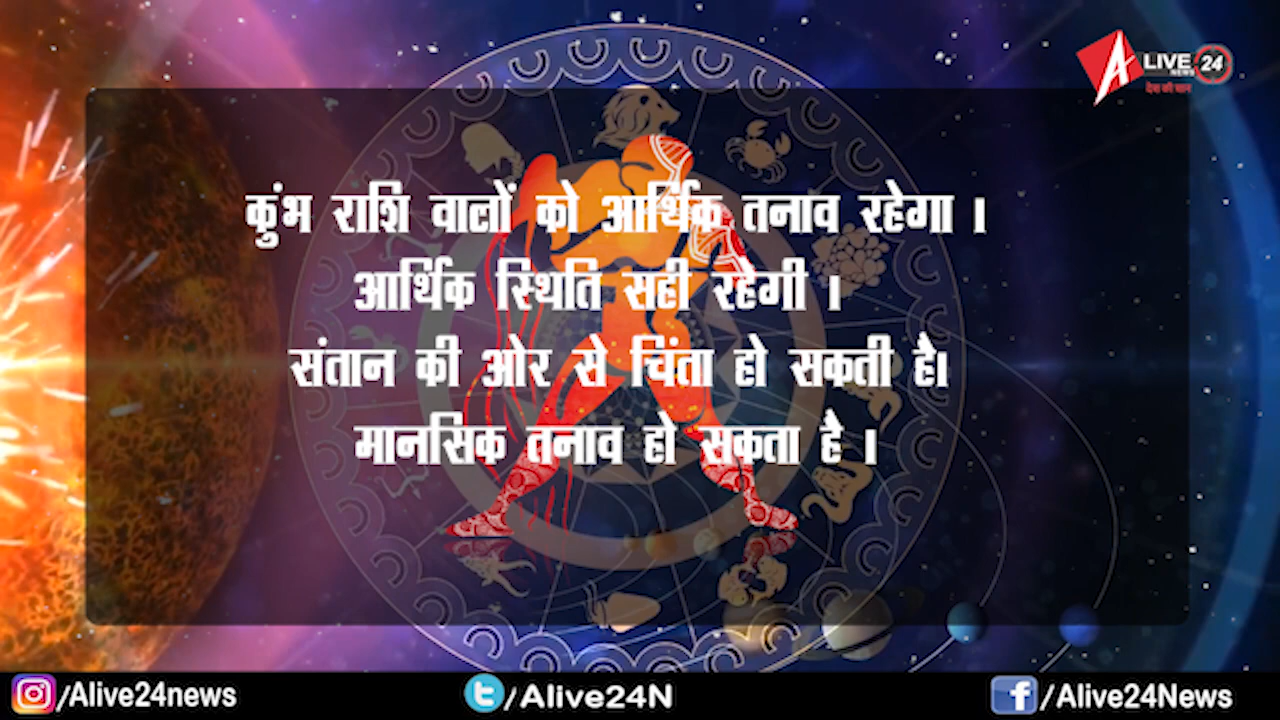 A LIVE 24
NEWS
देश की शान
कुंभ राशि वालों को आर्थिक तनाव रहेगा ।
आर्थिक स्थिति सही रहेगी ।
संतान की ओर से चिंता हो सकती है।
मानसिक तनाव हो सकता है ।
/Alive24news
/Alive24N
/Alive24News